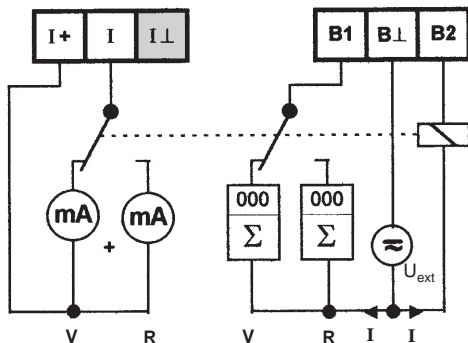 I+ I I⊥ B1 B⊥ B2
000 000
mA mA Σ Σ
+
≂ U_ext
V R V R I I